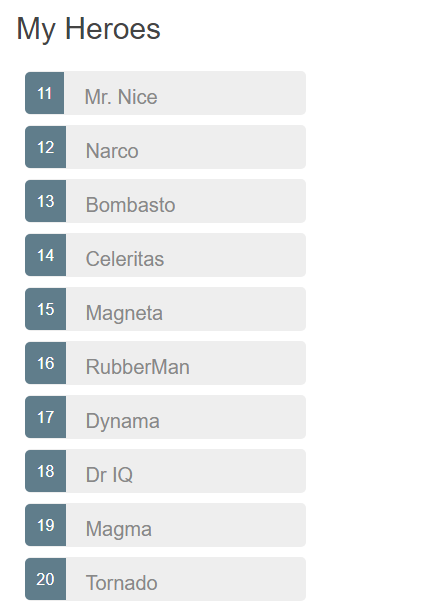 My Heroes
11 Mr. Nice
12 Narco
13 Bombasto
14 Celeritas
15 Magneta
16 RubberMan
17 Dynama
18 Dr IQ
19 Magma
20 Tornado